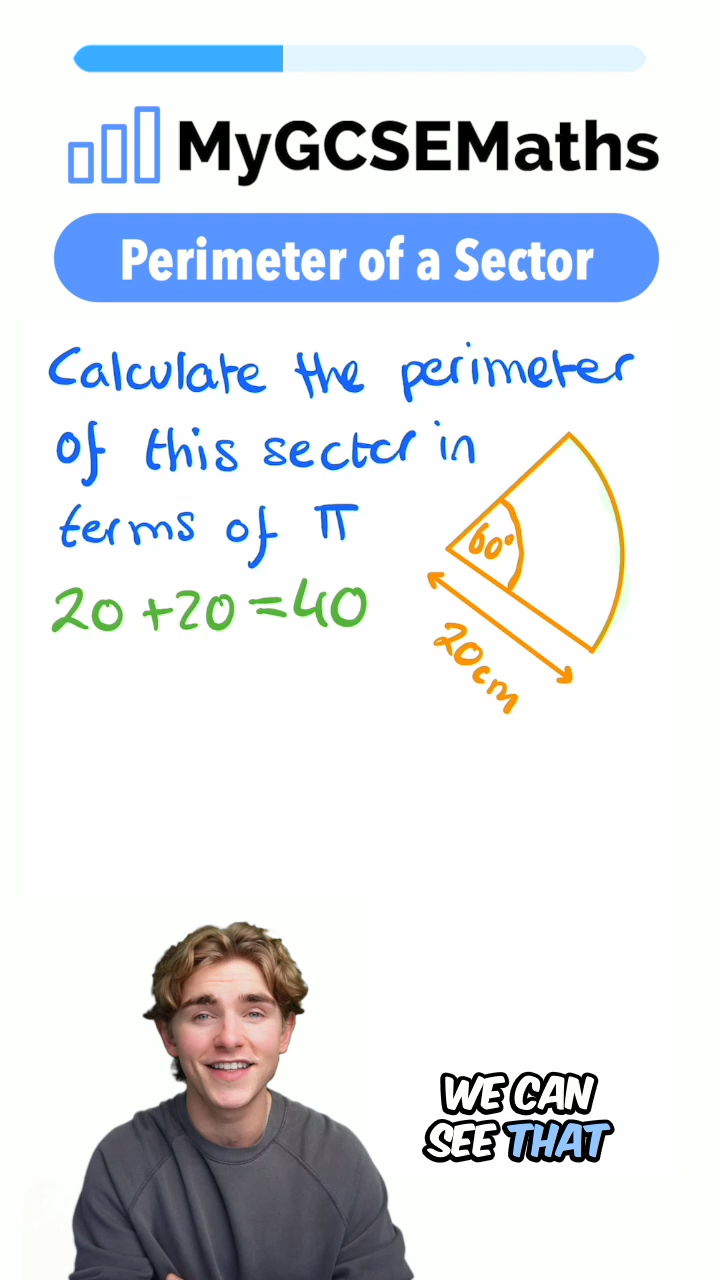 MyGCSEMaths
Perimeter of a Sector
Calculate the perimeter
of this sector in
terms of π
60°
20 + 20 = 40
20cm
WE CAN
SEE THAT